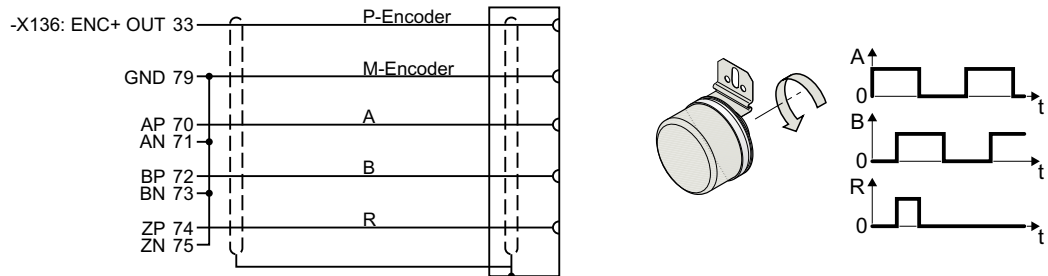 -X136: ENC+ OUT 33
P-Encoder
GND 79
M-Encoder
AP 70
A
AN 71
BP 72
B
BN 73
ZP 74
R
ZN 75
A
0
t
B
0
t
R
0
t